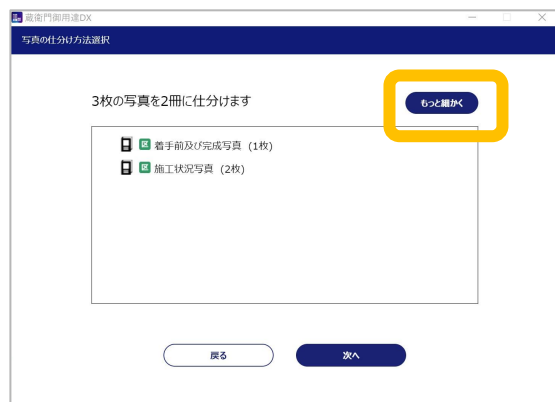 蔵衛門御用達DX
写真の仕分け方法選択
3枚の写真を2冊に仕分けます
もっと細かく
区 着手前及び完成写真 (1枚)
区 施工状況写真 (2枚)
戻る
次へ